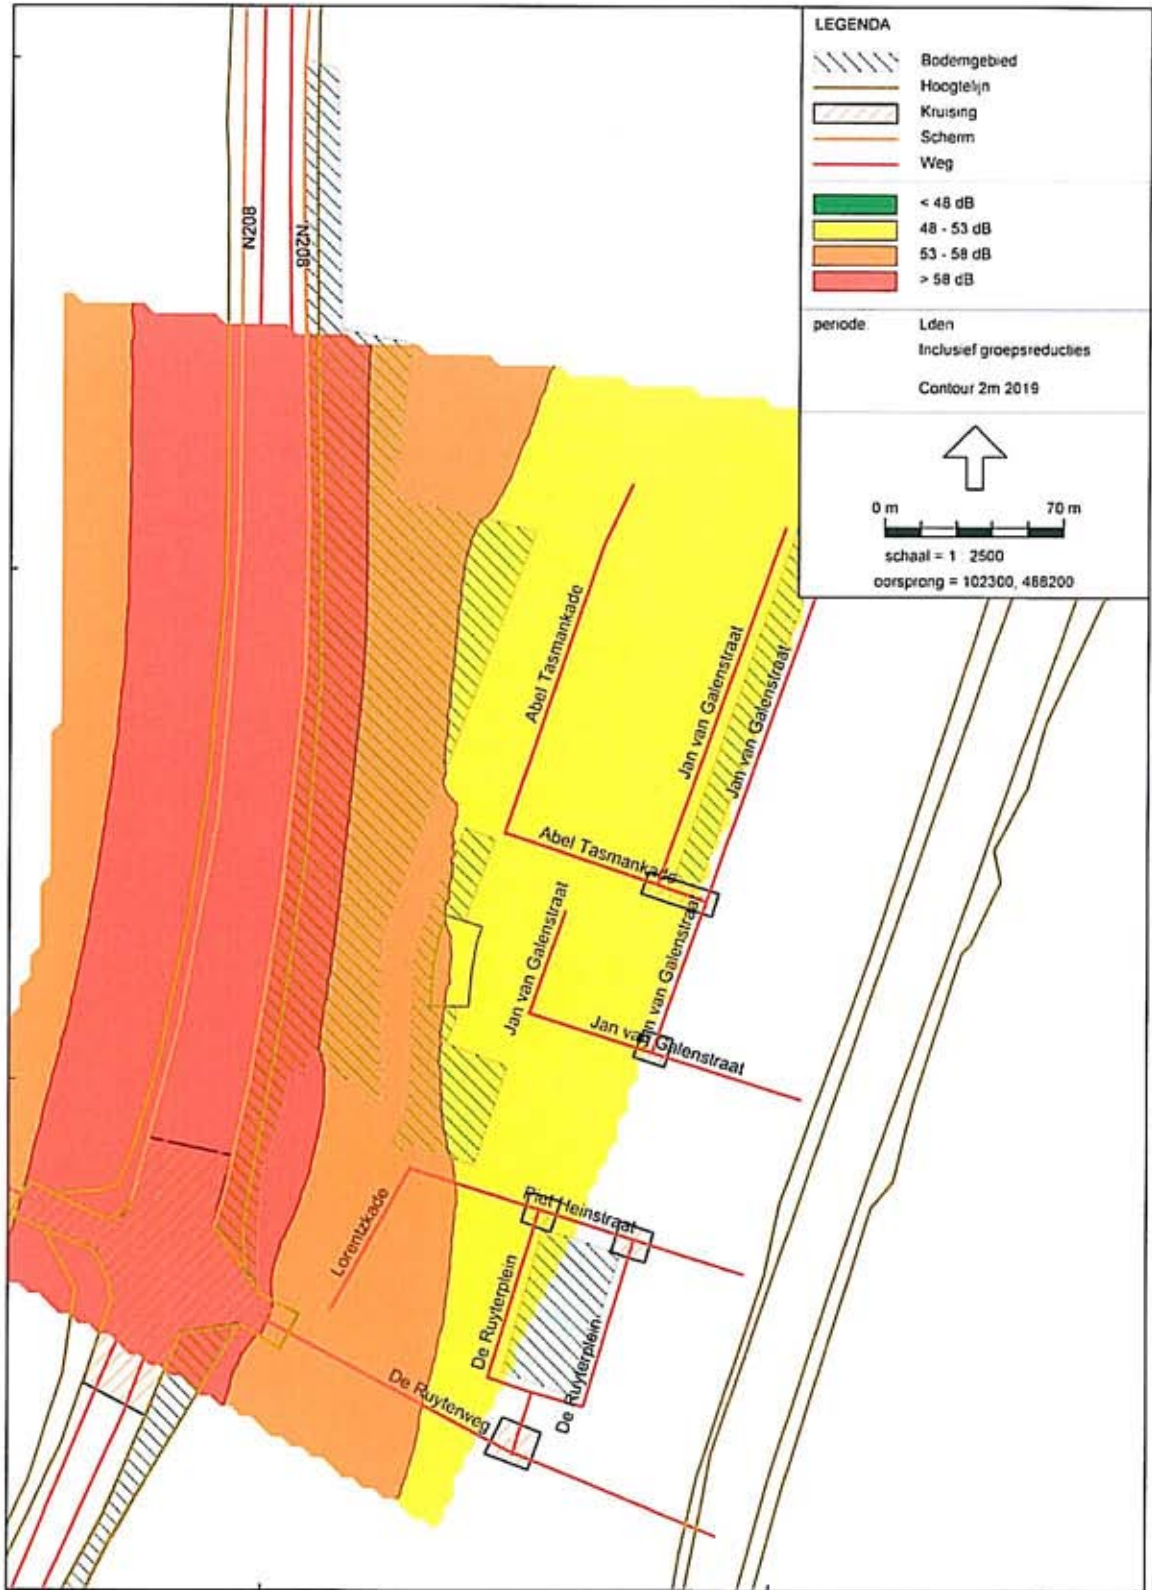 LEGENDA
Bodemgebied
Hoogtelijn
Kruising
Scherm
Weg
< 48 dB
48 - 53 dB
53 - 58 dB
> 58 dB
periode
Lden
Inclusief groepsreducties
Contour 2m 2019
0 m
70 m
schaal = 1 : 2500
oorsprong = 102300, 488200
N208
N208
Abel Tasmankade
Jan van Galenstraat
Jan van Galenstraat
Abel Tasmankade
Jan van Galenstraat
Jan van Galenstraat
Jan van Galenstraat
Piet Heinstraat
Lorentzkade
De Ruyterplein
De Ruyterplein
De Ruyterweg